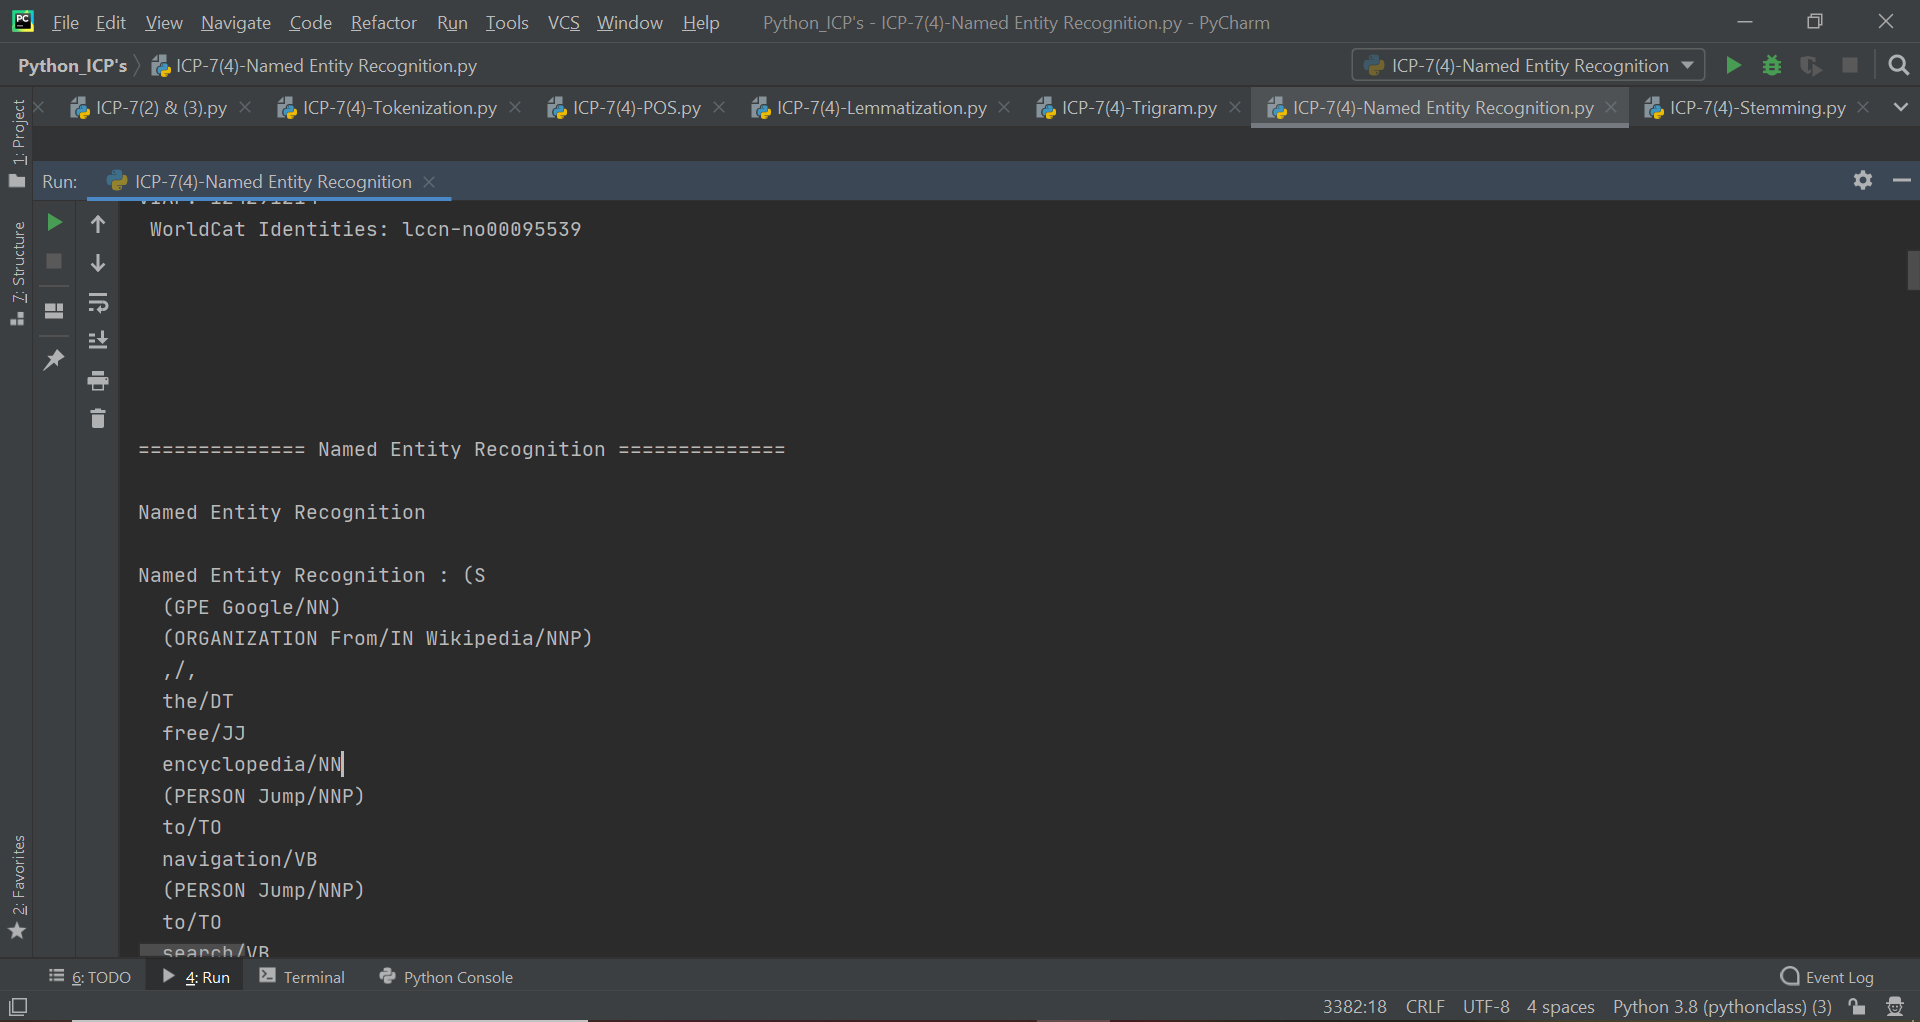 File Edit View Navigate Code Refactor Run Tools VCS Window Help Python_ICP's - ICP-7(4)-Named Entity Recognition.py - PyCharm
Python_ICP's ICP-7(4)-Named Entity Recognition.py ICP-7(4)-Named Entity Recognition
ICP-7(2) & (3).py ICP-7(4)-Tokenization.py ICP-7(4)-POS.py ICP-7(4)-Lemmatization.py ICP-7(4)-Trigram.py ICP-7(4)-Named Entity Recognition.py ICP-7(4)-Stemming.py
1: Project
Run: ICP-7(4)-Named Entity Recognition
7: Structure
WorldCat Identities: lccn-no00095539
============== Named Entity Recognition ==============
Named Entity Recognition
Named Entity Recognition : (S
(GPE Google/NN)
(ORGANIZATION From/IN Wikipedia/NNP)
,/,
the/DT
free/JJ
encyclopedia/NN
(PERSON Jump/NNP)
to/TO
navigation/VB
(PERSON Jump/NNP)
to/TO
search/VB
2: Favorites
6: TODO 4: Run Terminal Python Console Event Log
3382:18 CRLF UTF-8 4 spaces Python 3.8 (pythonclass) (3)